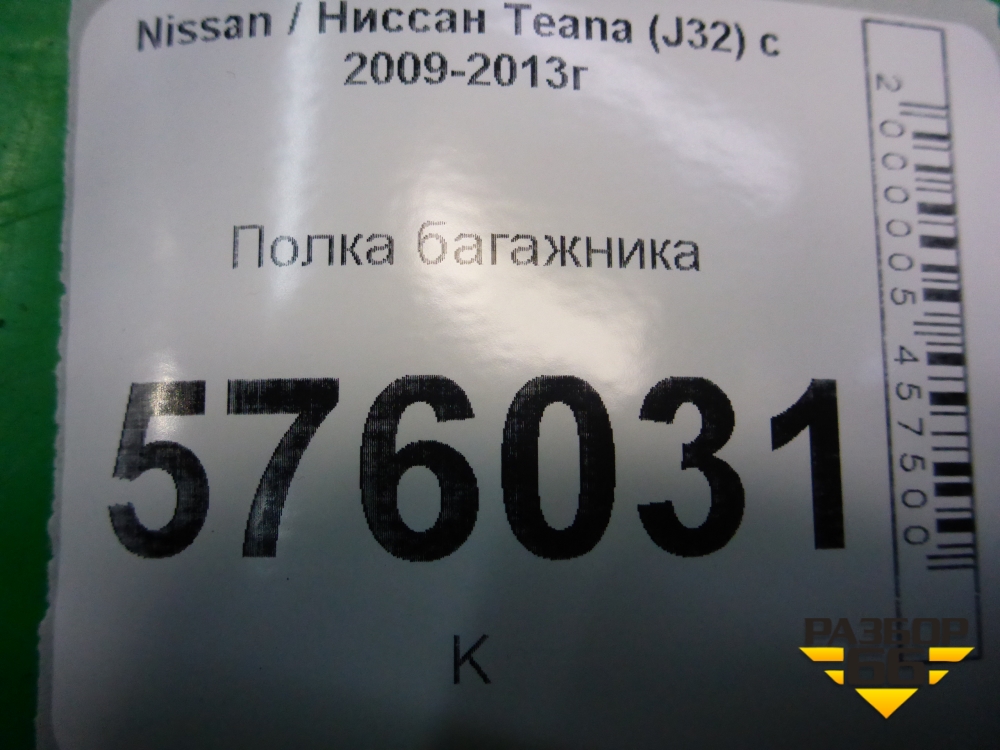 Nissan / Ниссан Teana (J32) с
2009-2013г
Полка багажника
576031
К
2000005457500
РАЗБОР
66